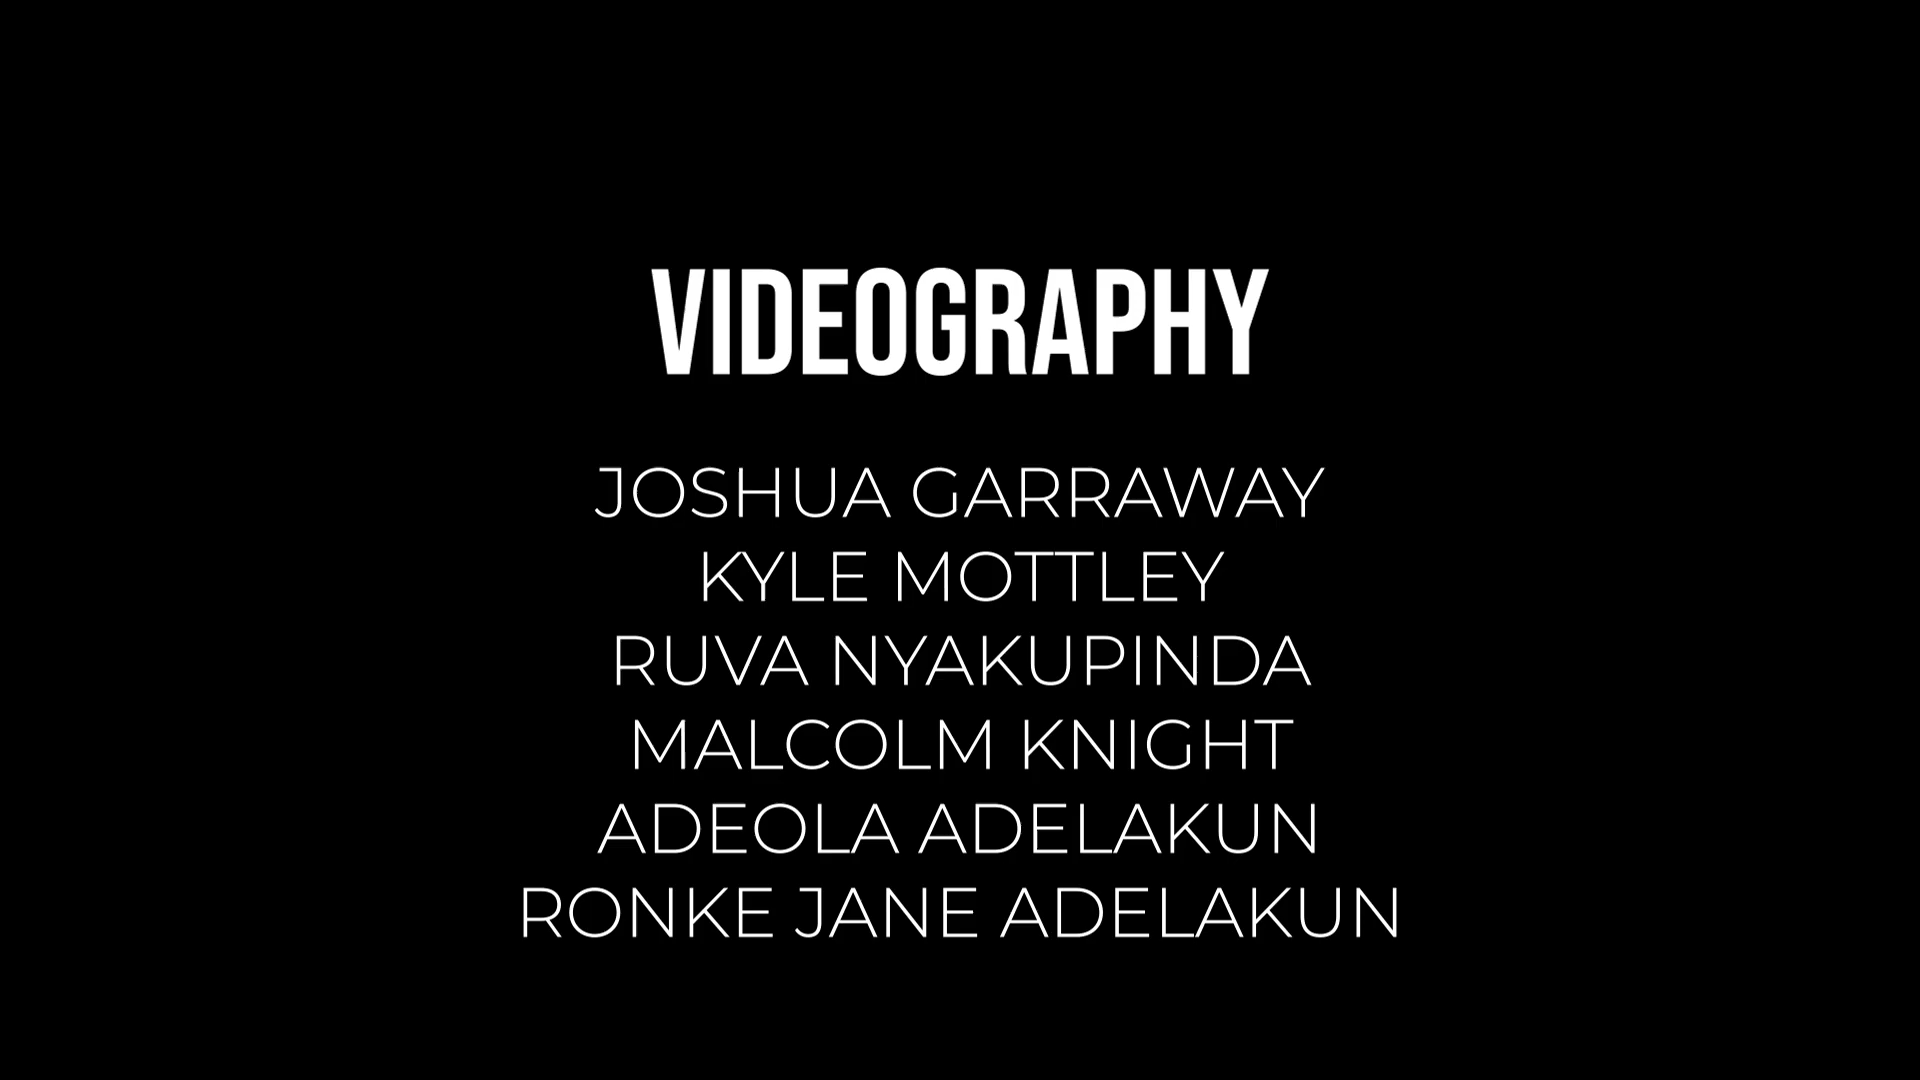 VIDEOGRAPHY
JOSHUA GARRAWAY
KYLE MOTTLEY
RUVA NYAKUPINDA
MALCOLM KNIGHT
ADEOLA ADELAKUN
RONKE JANE ADELAKUN